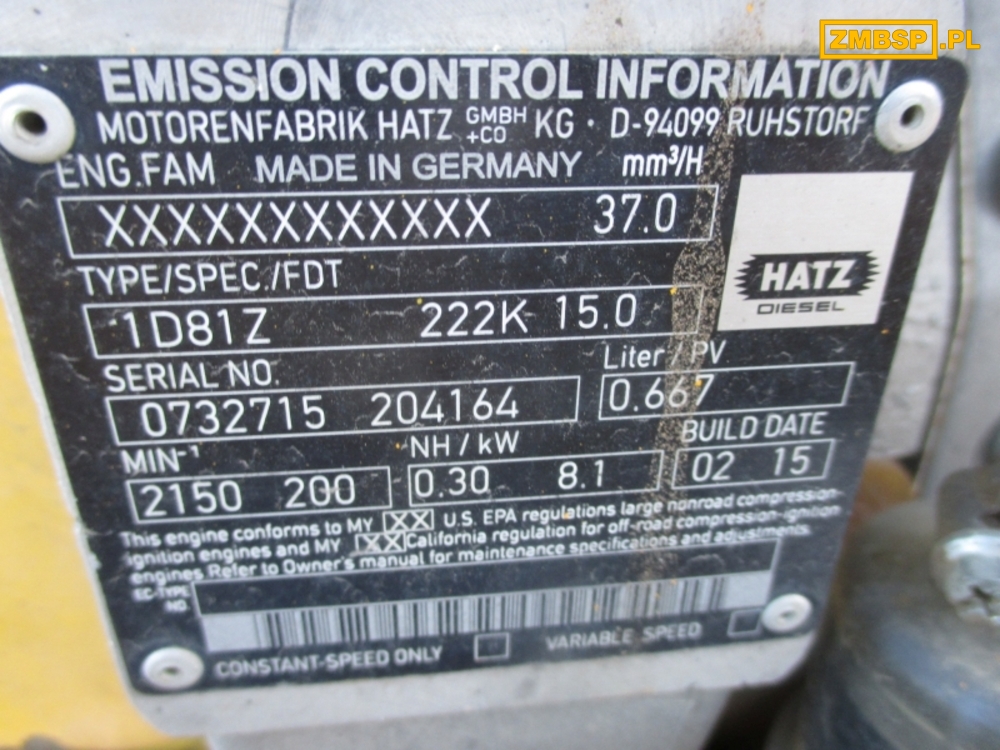 ZMBSP.PL
EMISSION CONTROL INFORMATION
MOTORENFABRIK HATZ GMBH +CO KG · D-94099 RUHSTORF
ENG.FAM MADE IN GERMANY mm³/H
XXXXXXXXXXXX 37.0
HATZ
DIESEL
TYPE/SPEC./FDT
1D81Z 222K 15.0
SERIAL NO. Liter / PV
0732715 204164 0.667
MIN⁻¹ NH / kW BUILD DATE
2150 200 0.30 8.1 02 15
This engine conforms to MY XX U.S. EPA regulations large nonroad compression-
ignition engines and MY XX California regulation for off-road compression-ignition
engines Refer to Owner's manual for maintenance specifications and adjustments.
EC-TYPE
NO
CONSTANT-SPEED ONLY VARIABLE SPEED